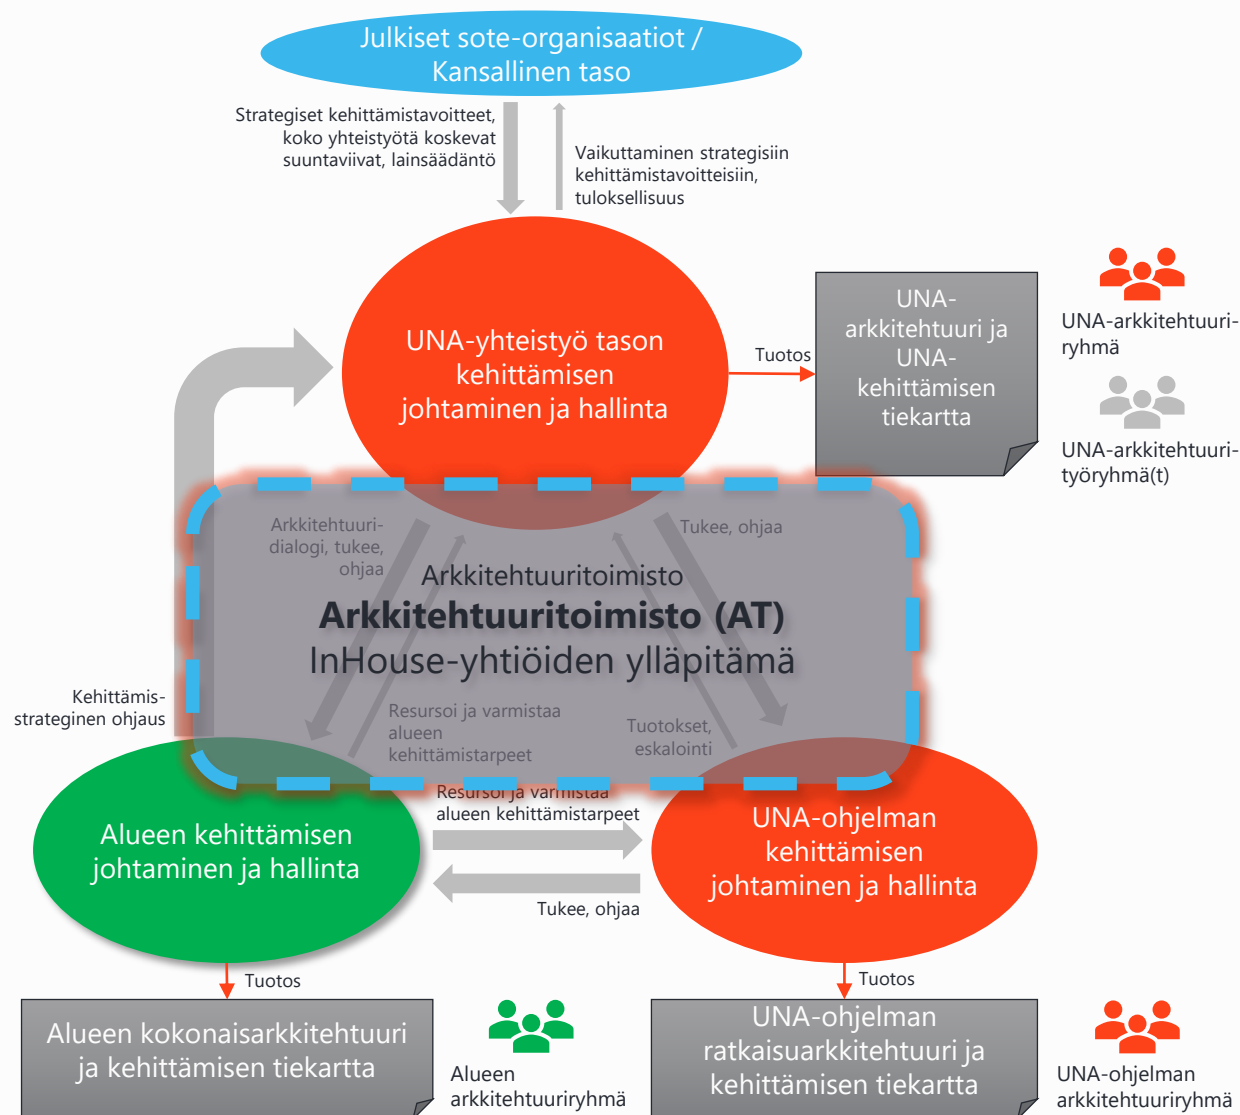 Julkiset sote-organisaatiot /
Kansallinen taso
Strategiset kehittämistavoitteet,
koko yhteistyötä koskevat
suuntaviivat, lainsäädäntö
Vaikuttaminen strategisiin
kehittämistavoitteisiin,
tuloksellisuus
UNA-yhteistyö tason
kehittämisen
johtaminen ja hallinta
Tuotos
UNA-
arkkitehtuuri ja
UNA-
kehittämisen
tiekartta
UNA-arkkitehtuuri-
ryhmä
UNA-arkkitehtuuri-
työryhmä(t)
Arkkitehtuuri-
dialogi, tukee,
ohjaa
Tukee, ohjaa
Arkkitehtuuritoimisto
Arkkitehtuuritoimisto (AT)
InHouse-yhtiöiden ylläpitämä
Kehittämis-
strateginen ohjaus
Resursoi ja varmistaa
alueen
kehittämistarpeet
Tuotokset,
eskalointi
Resursoi ja varmistaa
alueen kehittämistarpeet
Alueen kehittämisen
johtaminen ja hallinta
UNA-ohjelman
kehittämisen
johtaminen ja hallinta
Tukee, ohjaa
Tuotos
Tuotos
Alueen kokonaisarkkitehtuuri
ja kehittämisen tiekartta
Alueen
arkkitehtuuriryhmä
UNA-ohjelman
ratkaisuarkkitehtuuri ja
kehittämisen tiekartta
UNA-ohjelman
arkkitehtuuriryhmä